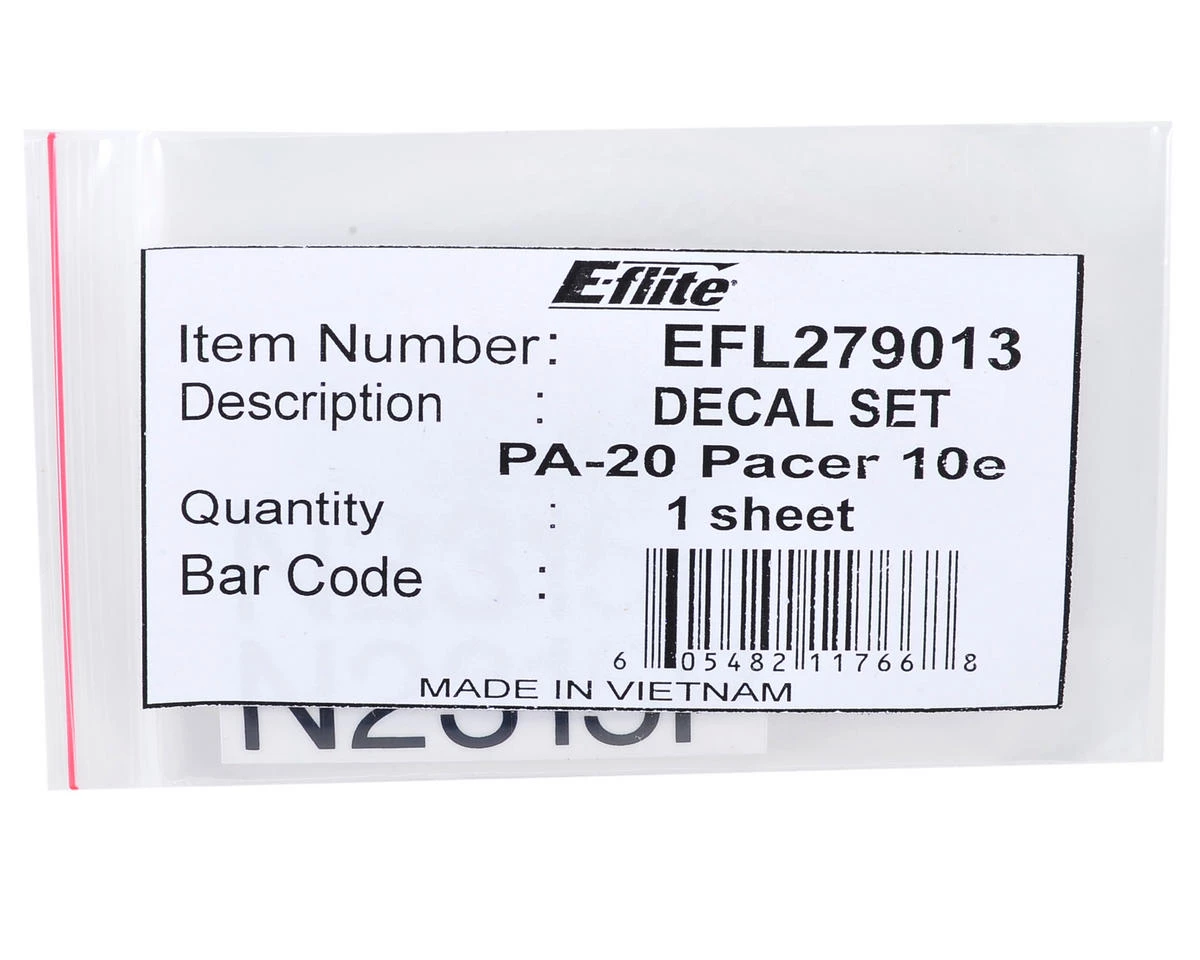 E-flite
Item Number: EFL279013
Description : DECAL SET
PA-20 Pacer 10e
Quantity : 1 sheet
Bar Code :
6 05482 11766 8
MADE IN VIETNAM